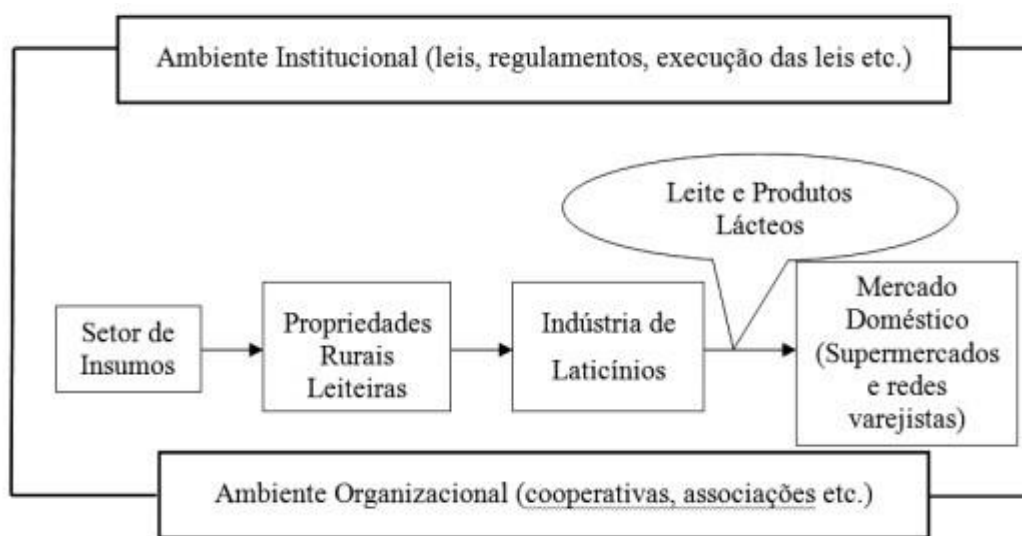 Ambiente Institucional (leis, regulamentos, execução das leis etc.)
Leite e Produtos
Lácteos
Setor de
Insumos
Propriedades
Rurais
Leiteiras
Indústria de
Laticínios
Mercado
Doméstico
(Supermercados
e redes
varejistas)
Ambiente Organizacional (cooperativas, associações etc.)